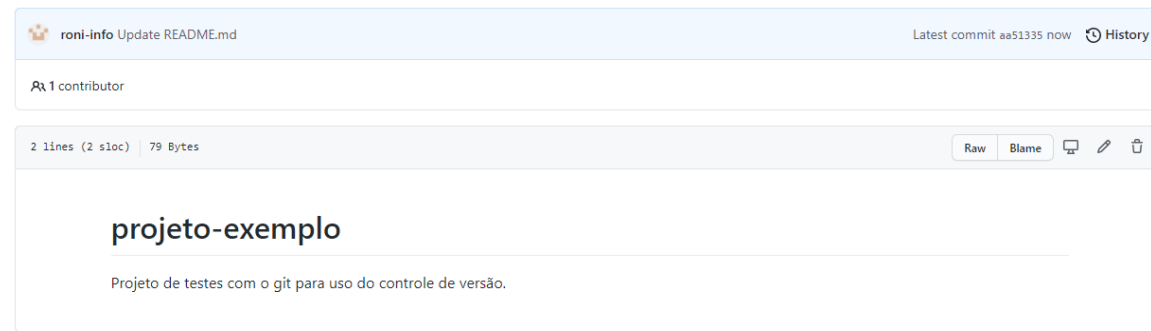 roni-info Update README.md
Latest commit aa51335 now History
1 contributor
2 lines (2 sloc) 79 Bytes
Raw Blame
projeto-exemplo
Projeto de testes com o git para uso do controle de versão.